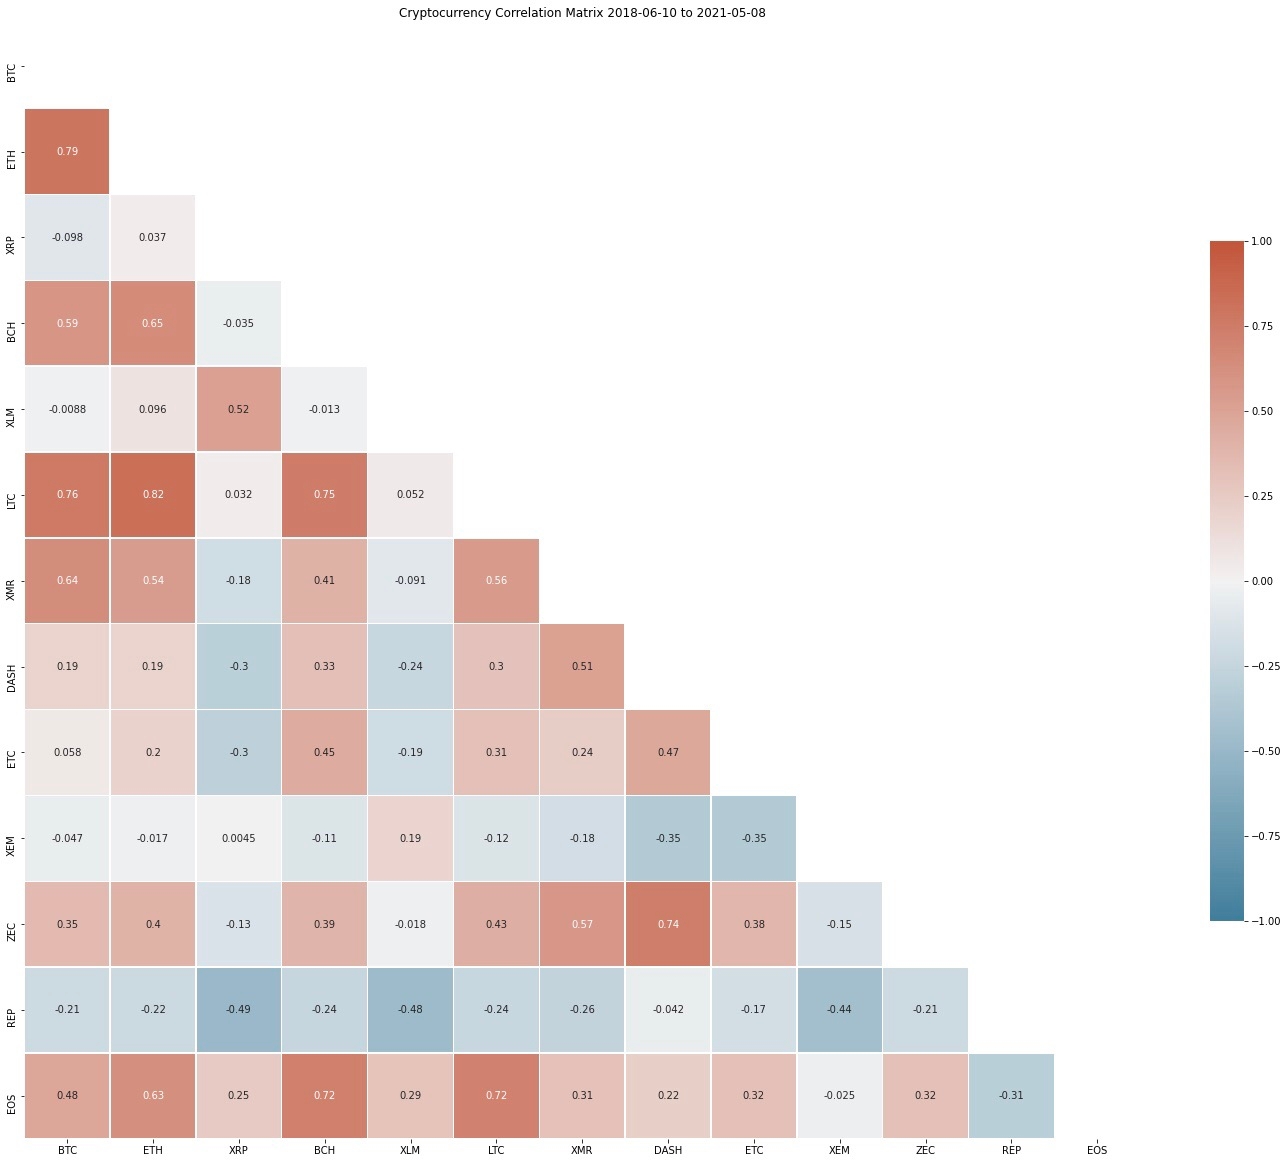 Cryptocurrency Correlation Matrix 2018-06-10 to 2021-05-08
BTC
ETH 0.79
XRP -0.098 0.037
BCH 0.59 0.65 -0.035
XLM -0.0088 0.096 0.52 -0.013
LTC 0.76 0.82 0.032 0.75 0.052
XMR 0.64 0.54 -0.18 0.41 -0.091 0.56
DASH 0.19 0.19 -0.3 0.33 -0.24 0.3 0.51
ETC 0.058 0.2 -0.3 0.45 -0.19 0.31 0.24 0.47
XEM -0.047 -0.017 0.0045 -0.11 0.19 -0.12 -0.18 -0.35 -0.35
ZEC 0.35 0.4 -0.13 0.39 -0.018 0.43 0.57 0.74 0.38 -0.15
REP -0.21 -0.22 -0.49 -0.24 -0.48 -0.24 -0.26 -0.042 -0.17 -0.44 -0.21
EOS 0.48 0.63 0.25 0.72 0.29 0.72 0.31 0.22 0.32 -0.025 0.32 -0.31
BTC ETH XRP BCH XLM LTC XMR DASH ETC XEM ZEC REP EOS
1.00
0.75
0.50
0.25
0.00
−0.25
−0.50
−0.75
−1.00